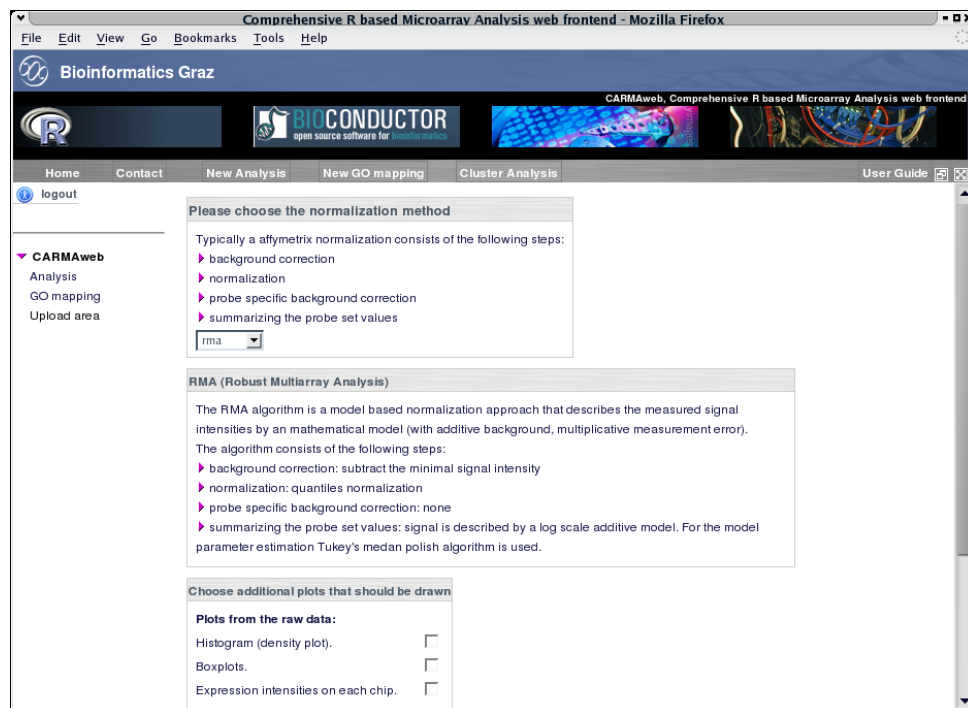 Comprehensive R based Microarray Analysis web frontend - Mozilla Firefox
File Edit View Go Bookmarks Tools Help
Bioinformatics Graz
CARMAweb, Comprehensive R based Microarray Analysis web frontend
R
BIOCONDUCTOR
open source software for bioinformatics
Home Contact New Analysis New GO mapping Cluster Analysis User Guide
logout
CARMAweb
Analysis
GO mapping
Upload area
Please choose the normalization method
Typically a affymetrix normalization consists of the following steps:
background correction
normalization
probe specific background correction
summarizing the probe set values
rma
RMA (Robust Multiarray Analysis)
The RMA algorithm is a model based normalization approach that describes the measured signal
intensities by an mathematical model (with additive background, multiplicative measurement error).
The algorithm consists of the following steps:
background correction: subtract the minimal signal intensity
normalization: quantiles normalization
probe specific background correction: none
summarizing the probe set values: signal is described by a log scale additive model. For the model
parameter estimation Tukey's medan polish algorithm is used.
Choose additional plots that should be drawn
Plots from the raw data:
Histogram (density plot).
Boxplots.
Expression intensities on each chip.